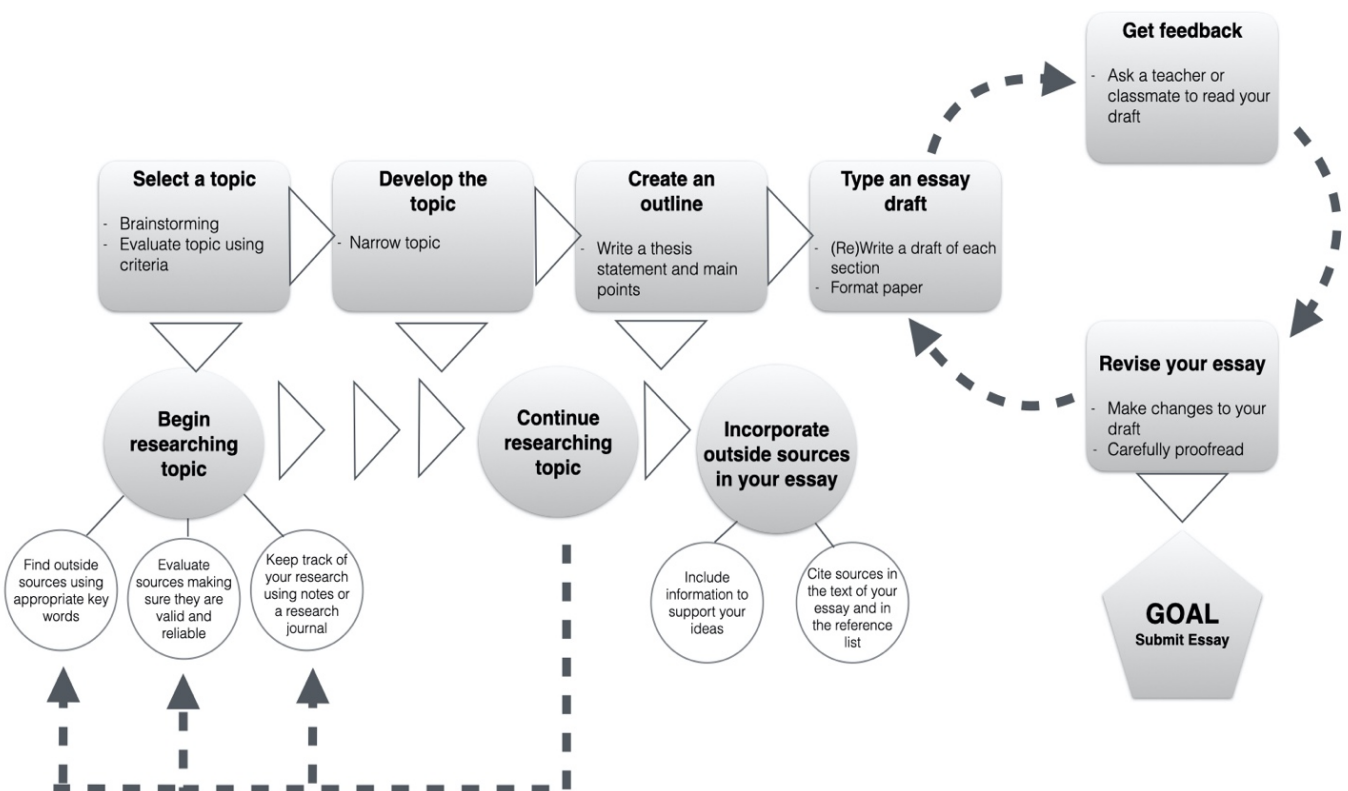 Get feedback
- Ask a teacher or
classmate to read your
draft
Select a topic
- Brainstorming
- Evaluate topic using
criteria
Develop the
topic
- Narrow topic
Create an
outline
- Write a thesis
statement and main
points
Type an essay
draft
- (Re)Write a draft of each
section
- Format paper
Revise your essay
- Make changes to your
draft
- Carefully proofread
Begin
researching
topic
Continue
researching
topic
Incorporate
outside sources
in your essay
Find outside
sources using
appropriate key
words
Evaluate
sources making
sure they are
valid and
reliable
Keep track of
your research
using notes or
a research
journal
Include
information to
support your
ideas
Cite sources in
the text of your
essay and in
the reference
list
GOAL
Submit Essay